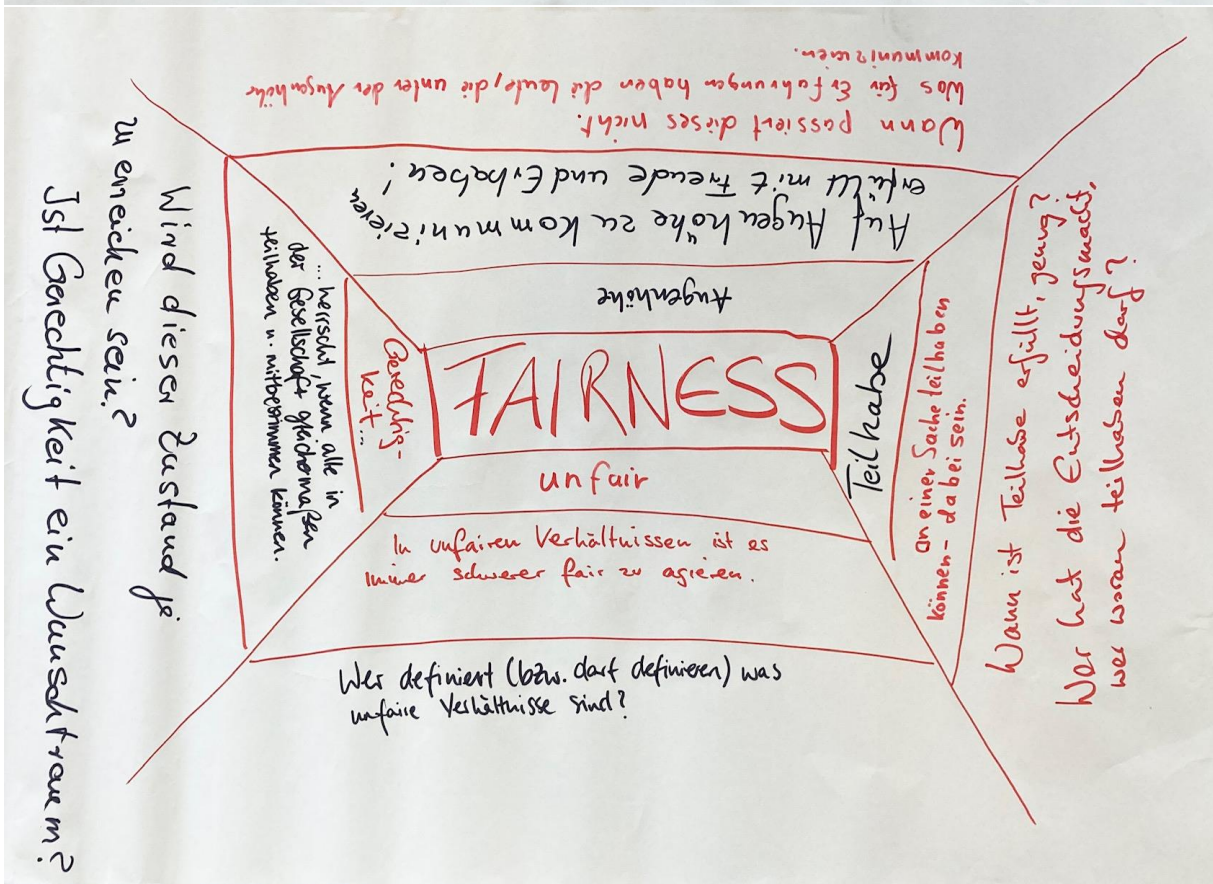 FAIRNESS
Augenhöhe
Auf Augenhöhe zu kommunizieren
erfüllt mit Freude und Erhaben!
Wann passiert dieses nicht.
Was für Erfahrungen haben die Leute, die unter der Augenhöhe
kommunizieren.
Teilhabe
an einer Sache teilhaben
können - dabei sein.
Wann ist Teilhabe erfüllt, genug?
Wer hat die Entscheidungsmacht,
wer woran teilhaben darf?
unfair
In unfairen Verhältnissen ist es
immer schwerer fair zu agieren.
Wer definiert (bzw. darf definieren) was
unfaire Verhältnisse sind?
Gerechtig-
keit...
... herrscht, wenn alle in
der Gesellschaft gleichermaßen
teilhaben u. mitbestimmen können.
Wird dieser Zustand je
zu erreichen sein?
Ist Gerechtigkeit ein Wunschtraum?